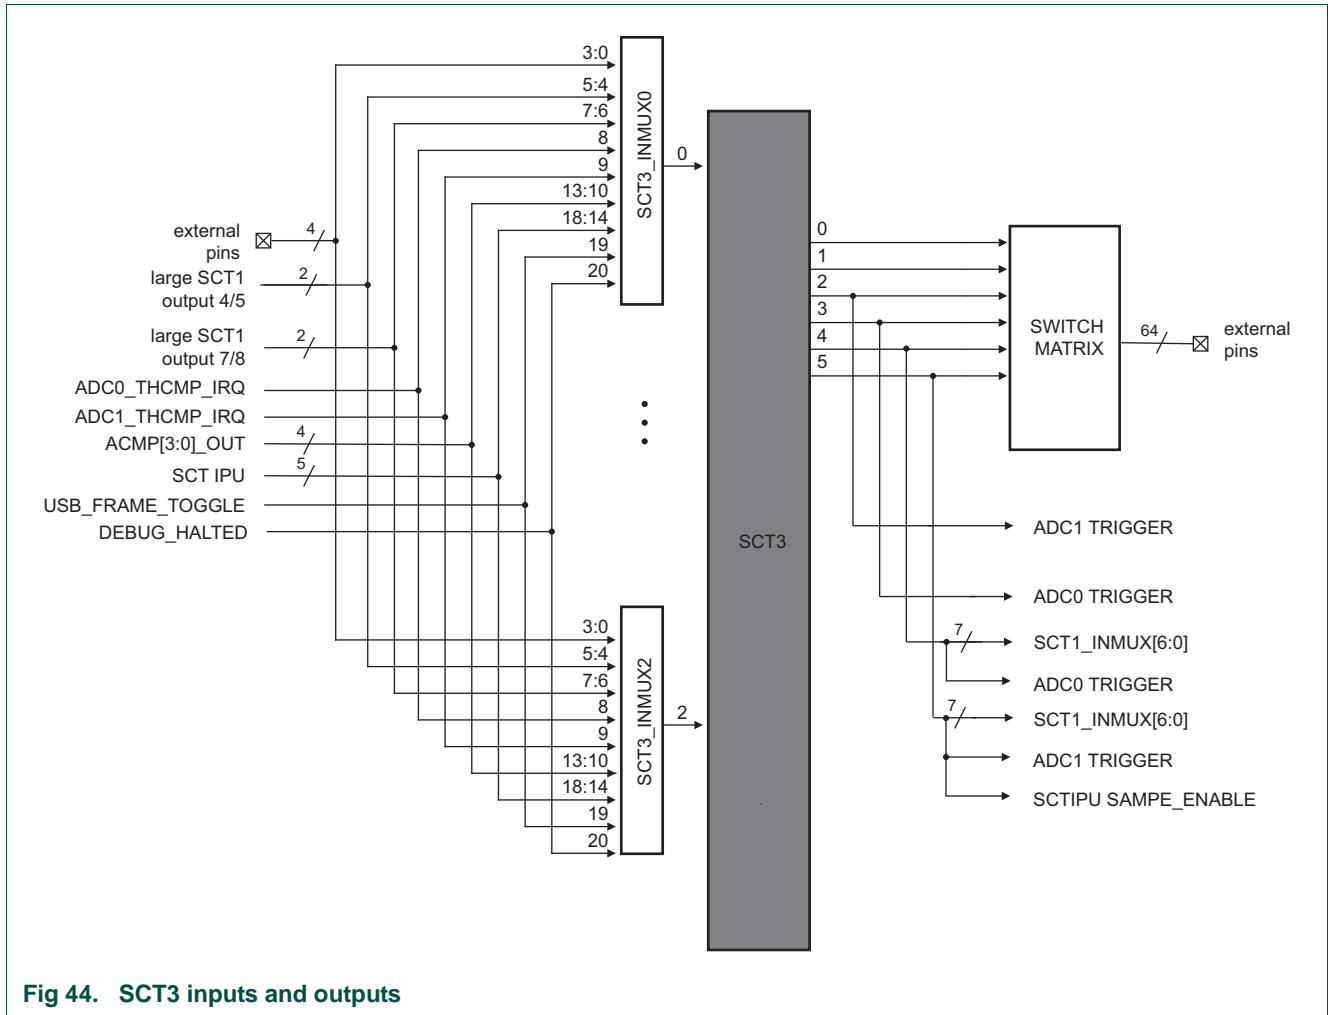 3:0
5:4
7:6
8
9
13:10
18:14
19
20
SCT3_INMUX0
0
external
pins
4
large SCT1
output 4/5
2
large SCT1
output 7/8
2
ADC0_THCMP_IRQ
ADC1_THCMP_IRQ
ACMP[3:0]_OUT
4
SCT IPU
5
USB_FRAME_TOGGLE
DEBUG_HALTED
3:0
5:4
7:6
8
9
13:10
18:14
19
20
SCT3_INMUX2
2
SCT3
0
1
2
3
4
5
SWITCH
MATRIX
64
external
pins
ADC1 TRIGGER
ADC0 TRIGGER
7
SCT1_INMUX[6:0]
ADC0 TRIGGER
7
SCT1_INMUX[6:0]
ADC1 TRIGGER
SCTIPU SAMPE_ENABLE
Fig 44. SCT3 inputs and outputs